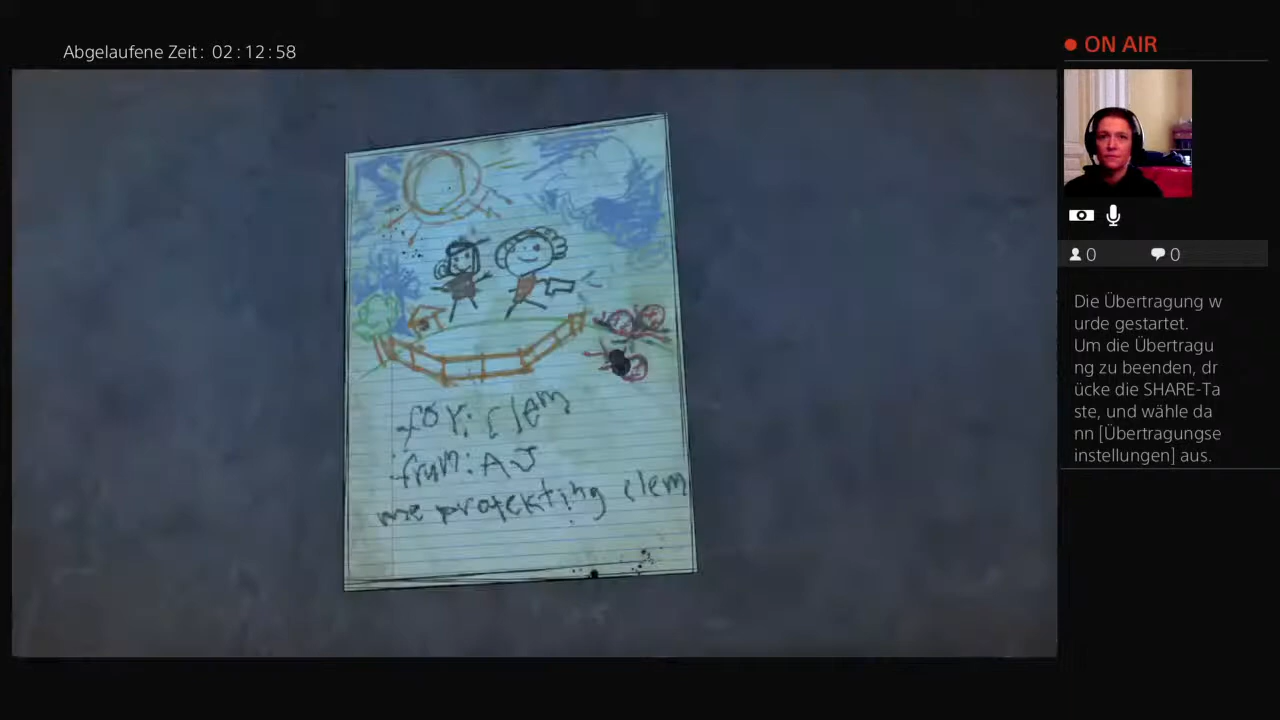 Abgelaufene Zeit: 02:12:58
ON AIR
0
0
Die Übertragung w
urde gestartet.
Um die Übertragu
ng zu beenden, dr
ücke die SHARE-Ta
ste, und wähle da
nn [Übertragungse
instellungen] aus.
for: Clem
frum: AJ
me protekting clem